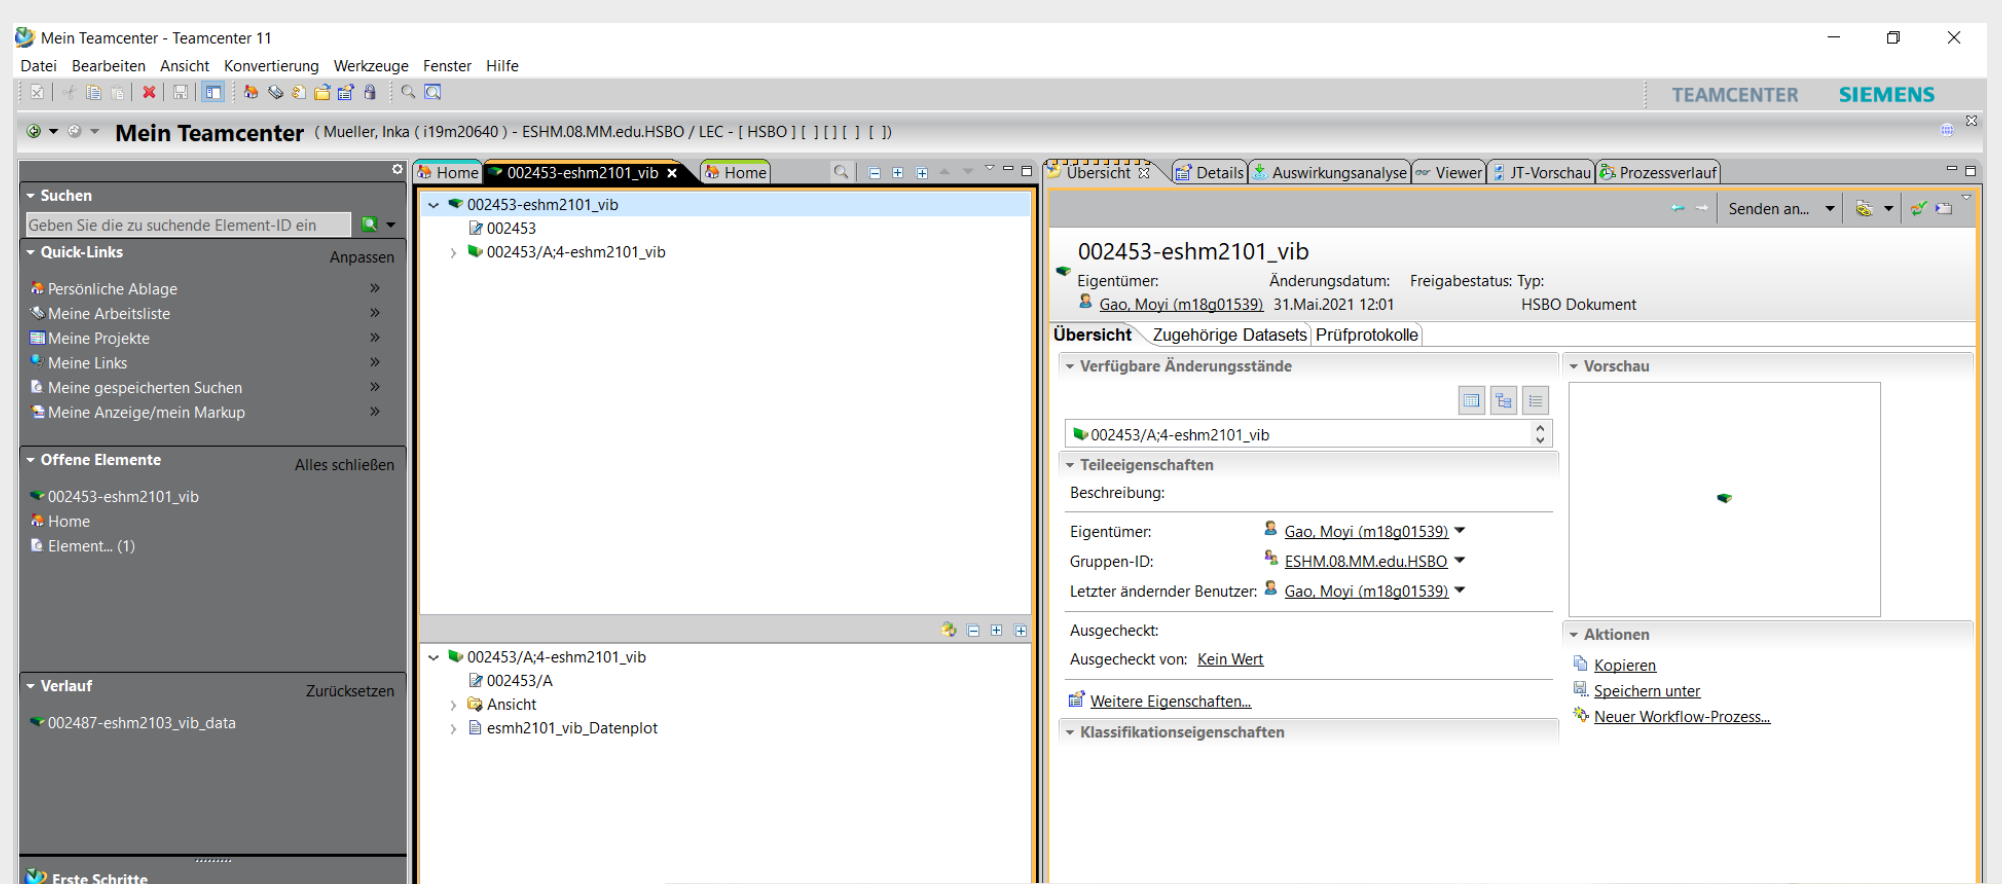 Mein Teamcenter - Teamcenter 11
Datei Bearbeiten Ansicht Konvertierung Werkzeuge Fenster Hilfe
TEAMCENTER SIEMENS
Mein Teamcenter ( Mueller, Inka ( i19m20640 ) - ESHM.08.MM.edu.HSBO / LEC - [ HSBO ] [ ] [ ] [ ] [ ])
Suchen
Geben Sie die zu suchende Element-ID ein
Quick-Links Anpassen
Persönliche Ablage »
Meine Arbeitsliste »
Meine Projekte »
Meine Links »
Meine gespeicherten Suchen »
Meine Anzeige/mein Markup »
Offene Elemente Alles schließen
002453-eshm2101_vib
Home
Element... (1)
Verlauf Zurücksetzen
002487-eshm2103_vib_data
Erste Schritte
Home 002453-eshm2101_vib Home
002453-eshm2101_vib
002453
002453/A;4-eshm2101_vib
002453/A;4-eshm2101_vib
002453/A
Ansicht
esmh2101_vib_Datenplot
Übersicht Details Auswirkungsanalyse Viewer JT-Vorschau Prozessverlauf
Senden an...
002453-eshm2101_vib
Eigentümer: Änderungsdatum: Freigabestatus: Typ:
Gao, Moyi (m18g01539) 31.Mai.2021 12:01 HSBO Dokument
Übersicht Zugehörige Datasets Prüfprotokolle
Verfügbare Änderungsstände
002453/A;4-eshm2101_vib
Teileeigenschaften
Beschreibung:
Eigentümer: Gao, Moyi (m18g01539)
Gruppen-ID: ESHM.08.MM.edu.HSBO
Letzter ändernder Benutzer: Gao, Moyi (m18g01539)
Ausgecheckt:
Ausgecheckt von: Kein Wert
Weitere Eigenschaften...
Klassifikationseigenschaften
Vorschau
Aktionen
Kopieren
Speichern unter
Neuer Workflow-Prozess...